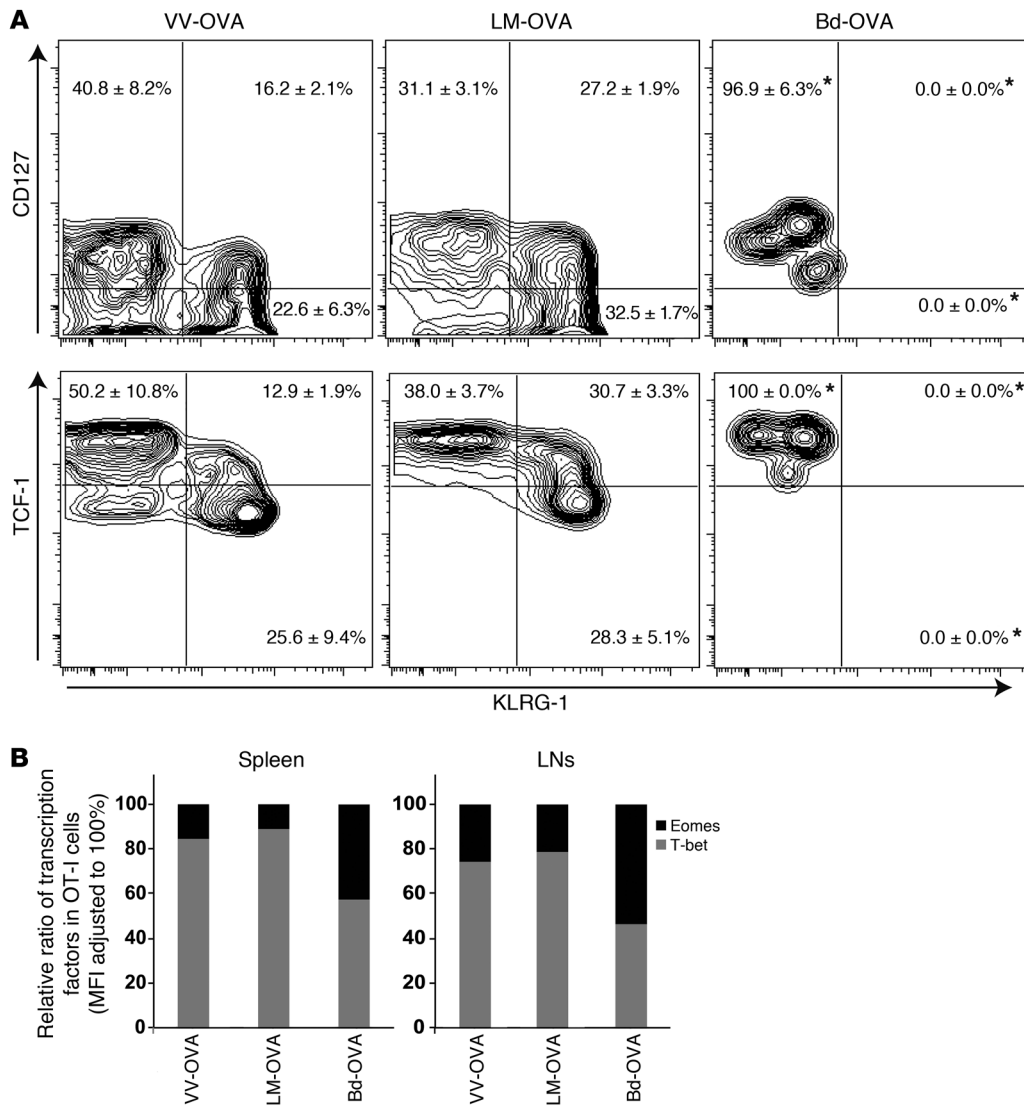 A
VV-OVA LM-OVA Bd-OVA
40.8 ± 8.2% 16.2 ± 2.1% 31.1 ± 3.1% 27.2 ± 1.9% 96.9 ± 6.3%* 0.0 ± 0.0%*
CD127
22.6 ± 6.3% 32.5 ± 1.7% 0.0 ± 0.0%*
50.2 ± 10.8% 12.9 ± 1.9% 38.0 ± 3.7% 30.7 ± 3.3% 100 ± 0.0%* 0.0 ± 0.0%*
TCF-1
25.6 ± 9.4% 28.3 ± 5.1% 0.0 ± 0.0%*
KLRG-1
B
Spleen LNs
Relative ratio of transcription
factors in OT-I cells
(MFI adjusted to 100%)
100 100
80 80
60 60
40 40
20 20
0 0
Eomes
T-bet
VV-OVA LM-OVA Bd-OVA VV-OVA LM-OVA Bd-OVA